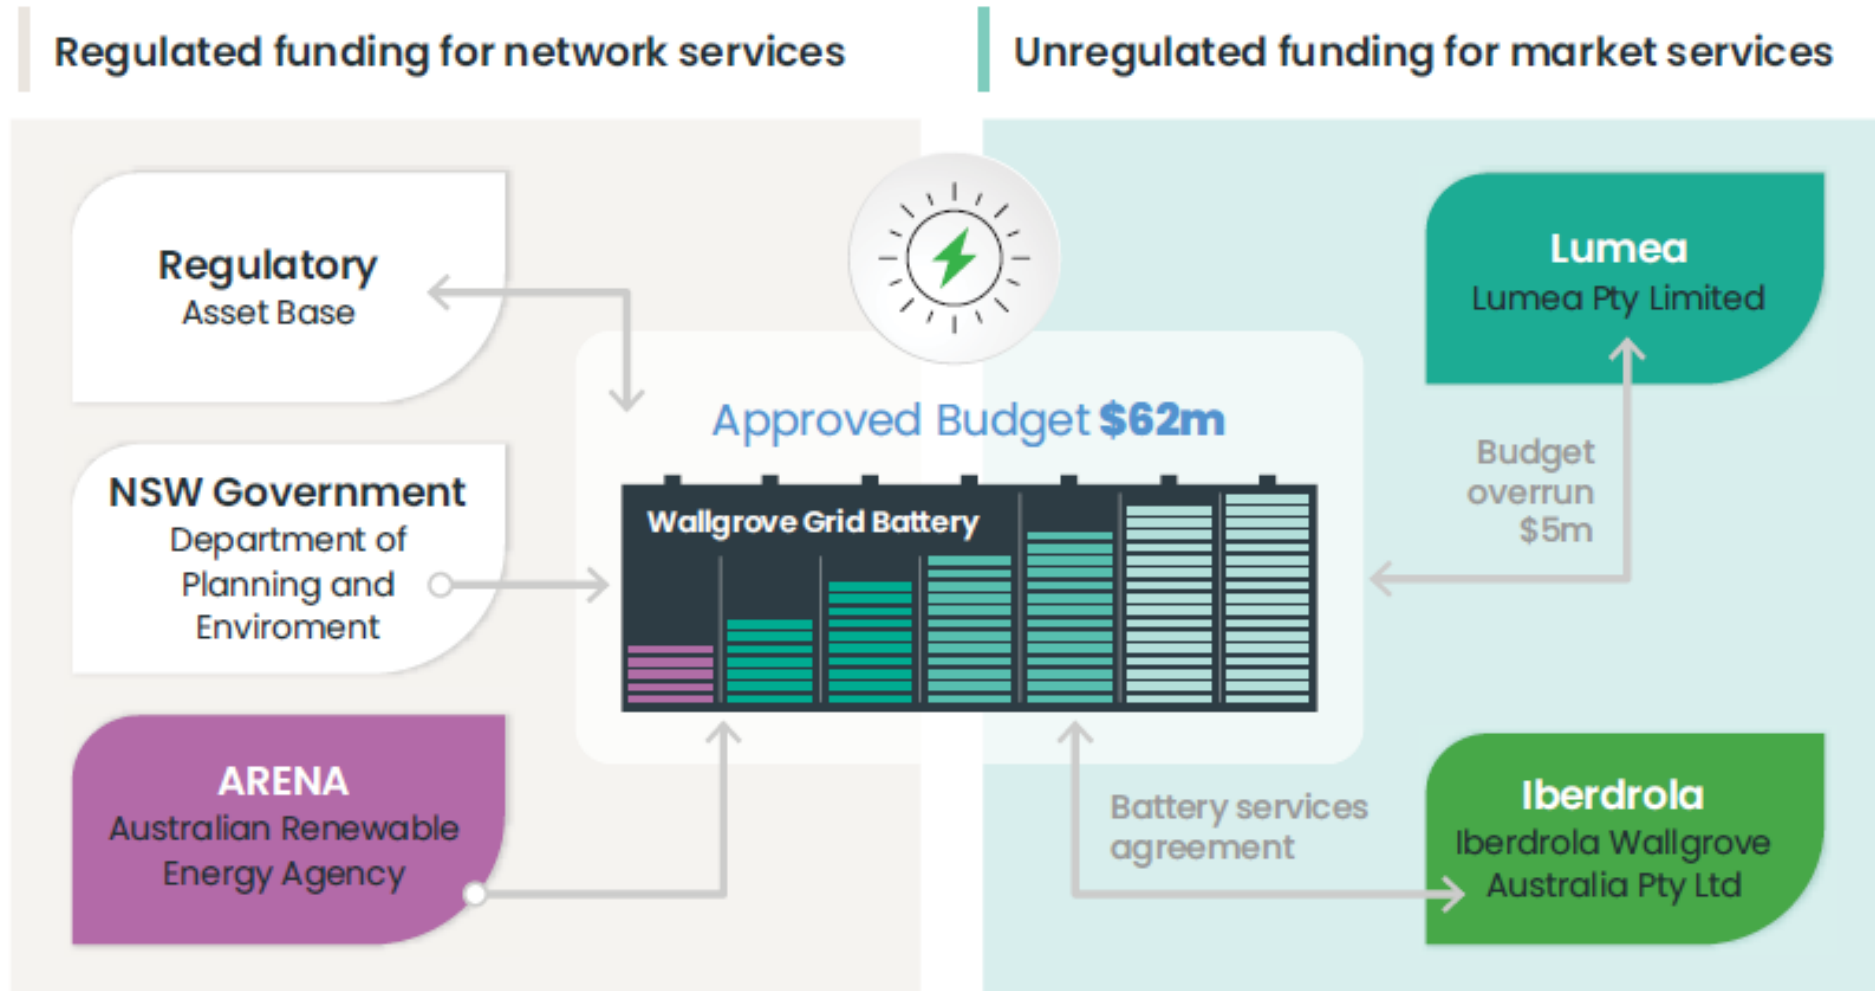 Regulated funding for network services
Unregulated funding for market services
Regulatory
Asset Base
NSW Government
Department of
Planning and
Enviroment
ARENA
Australian Renewable
Energy Agency
Approved Budget $62m
Wallgrove Grid Battery
Lumea
Lumea Pty Limited
Budget
overrun
$5m
Battery services
agreement
Iberdrola
Iberdrola Wallgrove
Australia Pty Ltd